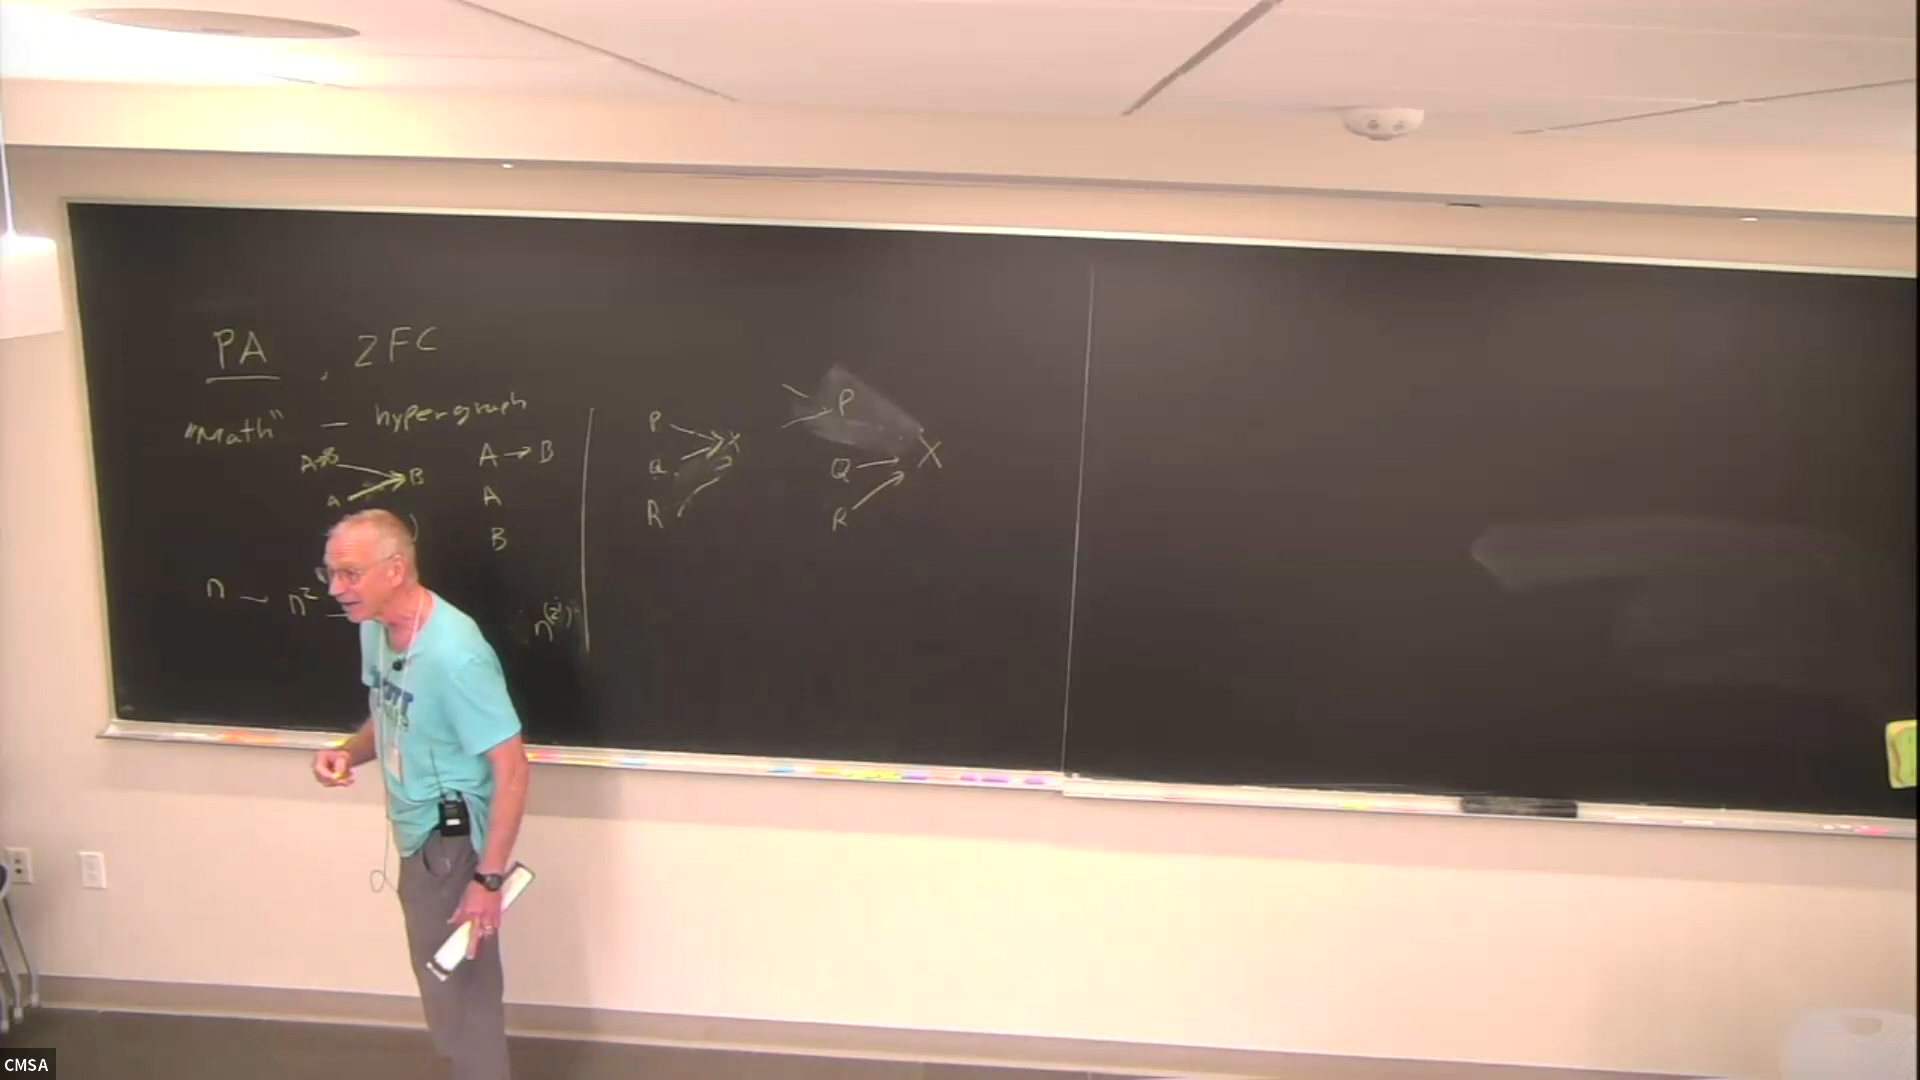 PA , ZFC
"Math" — hypergraph
A→B → B
A
A → B
A
B
n — n²
P
Q
R
X
P
Q
R
X
CMSA